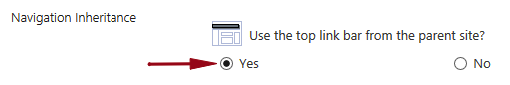 Navigation Inheritance
Use the top link bar from the parent site?
Yes No